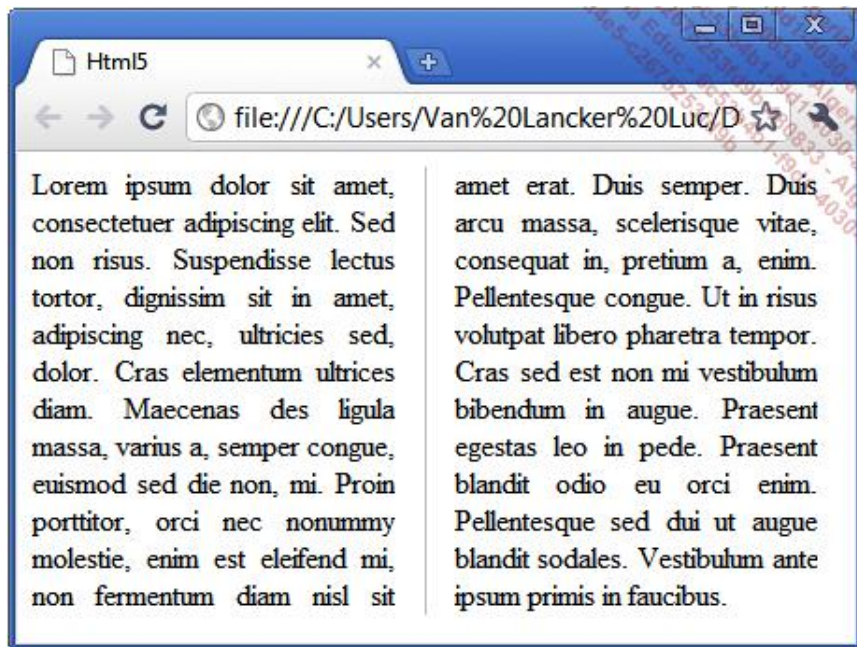 Html5
file:///C:/Users/Van%20Lancker%20Luc/D
Lorem ipsum dolor sit amet,
consectetuer adipiscing elit. Sed
non risus. Suspendisse lectus
tortor, dignissim sit in amet,
adipiscing nec, ultricies sed,
dolor. Cras elementum ultrices
diam. Maecenas des ligula
massa, varius a, semper congue,
euismod sed die non, mi. Proin
porttitor, orci nec nonummy
molestie, enim est eleifend mi,
non fermentum diam nisl sit
amet erat. Duis semper. Duis
arcu massa, scelerisque vitae,
consequat in, pretium a, enim.
Pellentesque congue. Ut in risus
volutpat libero pharetra tempor.
Cras sed est non mi vestibulum
bibendum in augue. Praesent
egestas leo in pede. Praesent
blandit odio eu orci enim.
Pellentesque sed dui ut augue
blandit sodales. Vestibulum ante
ipsum primis in faucibus.